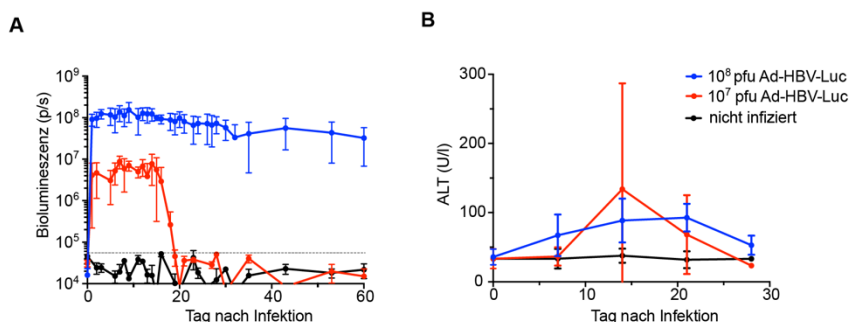 A
Biolumineszenz (p/s)
10⁹
10⁸
10⁷
10⁶
10⁵
10⁴
0 20 40 60
Tag nach Infektion
B
ALT (U/l)
300
200
100
0
0 10 20 30
Tag nach Infektion
10⁸ pfu Ad-HBV-Luc
10⁷ pfu Ad-HBV-Luc
nicht infiziert